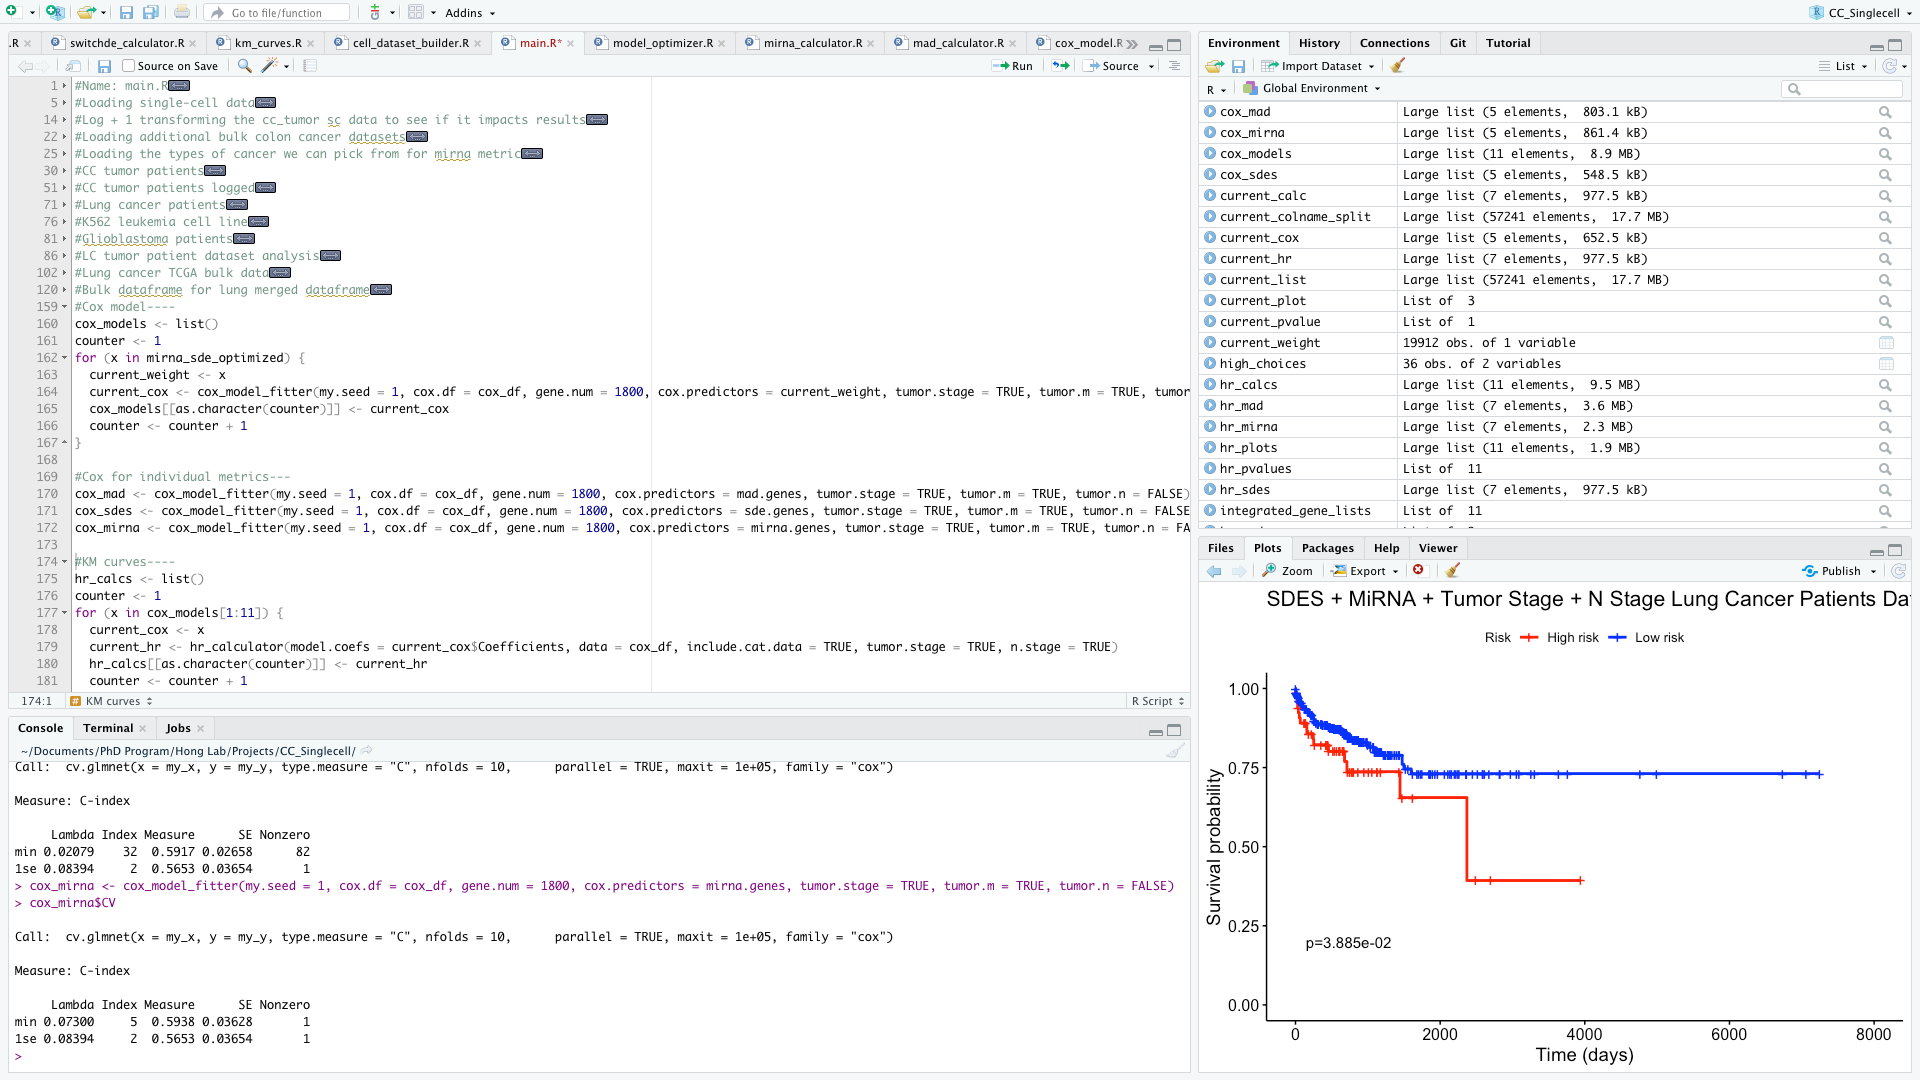 Go to file/function
Addins
CC_Singlecell
.R
switchde_calculator.R
km_curves.R
cell_dataset_builder.R
main.R*
model_optimizer.R
mirna_calculator.R
mad_calculator.R
cox_model.R
Source on Save
Run
Source
1 #Name: main.R
5 #Loading single-cell data
14 #Log + 1 transforming the cc_tumor sc data to see if it impacts results
22 #Loading additional bulk colon cancer datasets
25 #Loading the types of cancer we can pick from for mirna metric
30 #CC tumor patients
51 #CC tumor patients logged
71 #Lung cancer patients
76 #K562 leukemia cell line
81 #Glioblastoma patients
86 #LC tumor patient dataset analysis
102 #Lung cancer TCGA bulk data
120 #Bulk dataframe for lung merged dataframe
159 #Cox model----
160 cox_models <- list()
161 counter <- 1
162 for (x in mirna_sde_optimized) {
163 current_weight <- x
164 current_cox <- cox_model_fitter(my.seed = 1, cox.df = cox_df, gene.num = 1800, cox.predictors = current_weight, tumor.stage = TRUE, tumor.m = TRUE, tumor
165 cox_models[[as.character(counter)]] <- current_cox
166 counter <- counter + 1
167 }
168
169 #Cox for individual metrics---
170 cox_mad <- cox_model_fitter(my.seed = 1, cox.df = cox_df, gene.num = 1800, cox.predictors = mad.genes, tumor.stage = TRUE, tumor.m = TRUE, tumor.n = FALSE)
171 cox_sdes <- cox_model_fitter(my.seed = 1, cox.df = cox_df, gene.num = 1800, cox.predictors = sde.genes, tumor.stage = TRUE, tumor.m = TRUE, tumor.n = FALSE
172 cox_mirna <- cox_model_fitter(my.seed = 1, cox.df = cox_df, gene.num = 1800, cox.predictors = mirna.genes, tumor.stage = TRUE, tumor.m = TRUE, tumor.n = FA
173
174 #KM curves----
175 hr_calcs <- list()
176 counter <- 1
177 for (x in cox_models[1:11]) {
178 current_cox <- x
179 current_hr <- hr_calculator(model.coefs = current_cox$Coefficients, data = cox_df, include.cat.data = TRUE, tumor.stage = TRUE, n.stage = TRUE)
180 hr_calcs[[as.character(counter)]] <- current_hr
181 counter <- counter + 1
174:1 # KM curves R Script
Console Terminal Jobs
~/Documents/PhD Program/Hong Lab/Projects/CC_Singlecell/
Call: cv.glmnet(x = my_x, y = my_y, type.measure = "C", nfolds = 10, parallel = TRUE, maxit = 1e+05, family = "cox")
Measure: C-index
Lambda Index Measure SE Nonzero
min 0.02079 32 0.5917 0.02658 82
1se 0.08394 2 0.5653 0.03654 1
> cox_mirna <- cox_model_fitter(my.seed = 1, cox.df = cox_df, gene.num = 1800, cox.predictors = mirna.genes, tumor.stage = TRUE, tumor.m = TRUE, tumor.n = FALSE)
> cox_mirna$CV
Call: cv.glmnet(x = my_x, y = my_y, type.measure = "C", nfolds = 10, parallel = TRUE, maxit = 1e+05, family = "cox")
Measure: C-index
Lambda Index Measure SE Nonzero
min 0.07300 5 0.5938 0.03628 1
1se 0.08394 2 0.5653 0.03654 1
>
Environment History Connections Git Tutorial
Import Dataset List
R Global Environment
cox_mad Large list (5 elements, 803.1 kB)
cox_mirna Large list (5 elements, 861.4 kB)
cox_models Large list (11 elements, 8.9 MB)
cox_sdes Large list (5 elements, 548.5 kB)
current_calc Large list (7 elements, 977.5 kB)
current_colname_split Large list (57241 elements, 17.7 MB)
current_cox Large list (5 elements, 652.5 kB)
current_hr Large list (7 elements, 977.5 kB)
current_list Large list (57241 elements, 17.7 MB)
current_plot List of 3
current_pvalue List of 1
current_weight 19912 obs. of 1 variable
high_choices 36 obs. of 2 variables
hr_calcs Large list (11 elements, 9.5 MB)
hr_mad Large list (7 elements, 3.6 MB)
hr_mirna Large list (7 elements, 2.3 MB)
hr_plots Large list (11 elements, 1.9 MB)
hr_pvalues List of 11
hr_sdes Large list (7 elements, 977.5 kB)
integrated_gene_lists List of 11
Files Plots Packages Help Viewer
Zoom Export Publish
SDES + MiRNA + Tumor Stage + N Stage Lung Cancer Patients Da
Risk High risk Low risk
1.00
0.75
0.50
0.25
0.00
Survival probability
p=3.885e-02
0 2000 4000 6000 8000
Time (days)